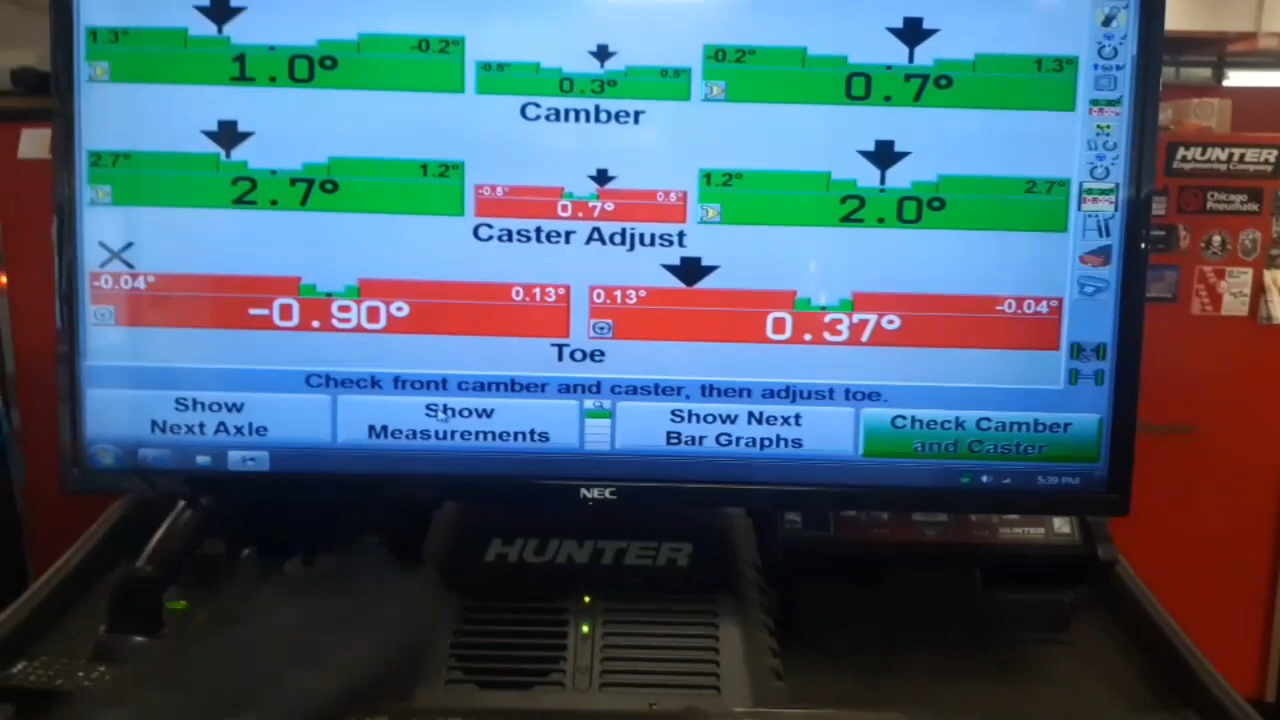 1.3° -0.2°
1.0°
-0.5° 0.5°
0.3°
-0.2° 1.3°
0.7°
Camber
2.7° 1.2°
2.7°
-0.5° 0.5°
0.7°
1.2° 2.7°
2.0°
Caster Adjust
-0.04° 0.13°
-0.90°
0.13° -0.04°
0.37°
Toe
Check front camber and caster, then adjust toe.
Show
Next Axle
Show
Measurements
Show Next
Bar Graphs
Check Camber
and Caster
5:39 PM
NEC
HUNTER
HUNTER
HUNTER
Engineering Company
Chicago
Pneumatic